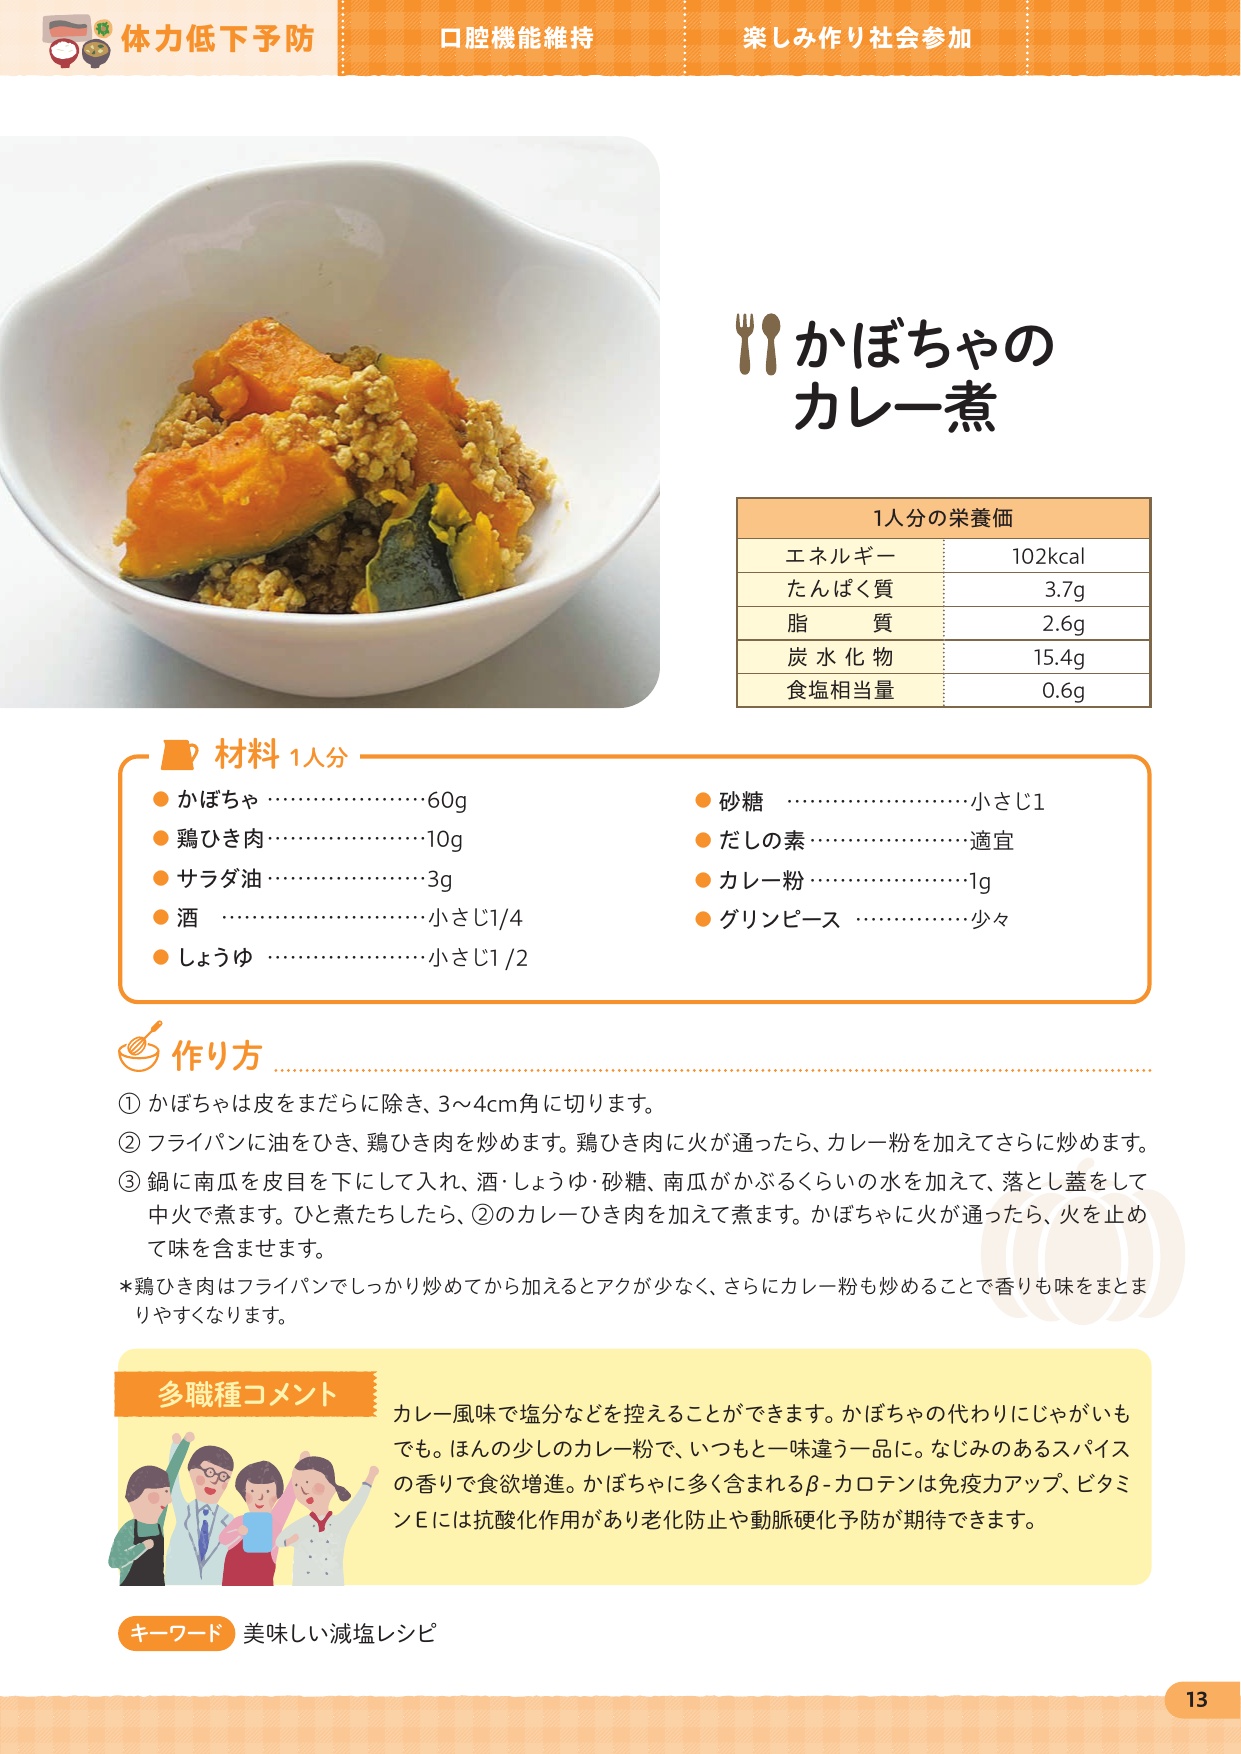 体力低下予防
口腔機能維持
楽しみ作り社会参加
かぼちゃの
カレー煮
1人分の栄養価
エネルギー 102kcal
たんぱく質 3.7g
脂質 2.6g
炭水化物 15.4g
食塩相当量 0.6g
材料 1人分
● かぼちゃ …………………60g
● 鶏ひき肉…………………10g
● サラダ油…………………3g
● 酒 ………………………小さじ1/4
● しょうゆ …………………小さじ1/2
● 砂糖 ……………………小さじ1
● だしの素…………………適宜
● カレー粉…………………1g
● グリンピース ……………少々
作り方
① かぼちゃは皮をまだらに除き、3〜4cm角に切ります。
② フライパンに油をひき、鶏ひき肉を炒めます。鶏ひき肉に火が通ったら、カレー粉を加えてさらに炒めます。
③ 鍋に南瓜を皮目を下にして入れ、酒・しょうゆ・砂糖、南瓜がかぶるくらいの水を加えて、落とし蓋をして
中火で煮ます。ひと煮たちしたら、②のカレーひき肉を加えて煮ます。かぼちゃに火が通ったら、火を止め
て味を含ませます。
＊鶏ひき肉はフライパンでしっかり炒めてから加えるとアクが少なく、さらにカレー粉も炒めることで香りも味をまとま
りやすくなります。
多職種コメント
カレー風味で塩分などを控えることができます。かぼちゃの代わりにじゃがいも
でも。ほんの少しのカレー粉で、いつもと一味違う一品に。なじみのあるスパイス
の香りで食欲増進。かぼちゃに多く含まれるβ-カロテンは免疫力アップ、ビタミ
ンEには抗酸化作用があり老化防止や動脈硬化予防が期待できます。
キーワード 美味しい減塩レシピ
13